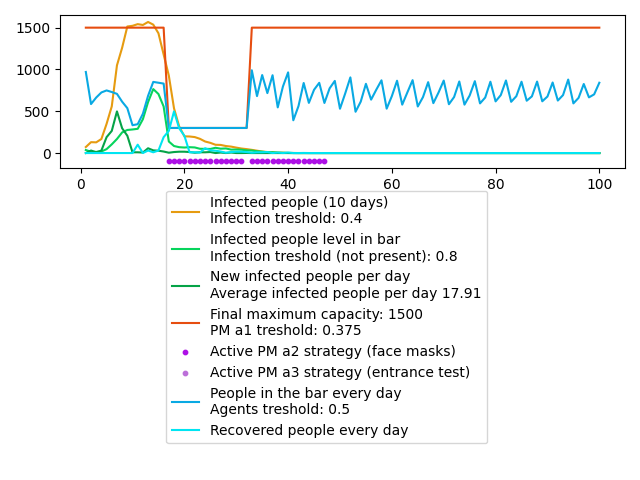 1500
1000
500
0
0
20
40
60
80
100
Infected people (10 days)
Infection treshold: 0.4
Infected people level in bar
Infection treshold (not present): 0.8
New infected people per day
Average infected people per day 17.91
Final maximum capacity: 1500
PM a1 treshold: 0.375
Active PM a2 strategy (face masks)
Active PM a3 strategy (entrance test)
People in the bar every day
Agents treshold: 0.5
Recovered people every day